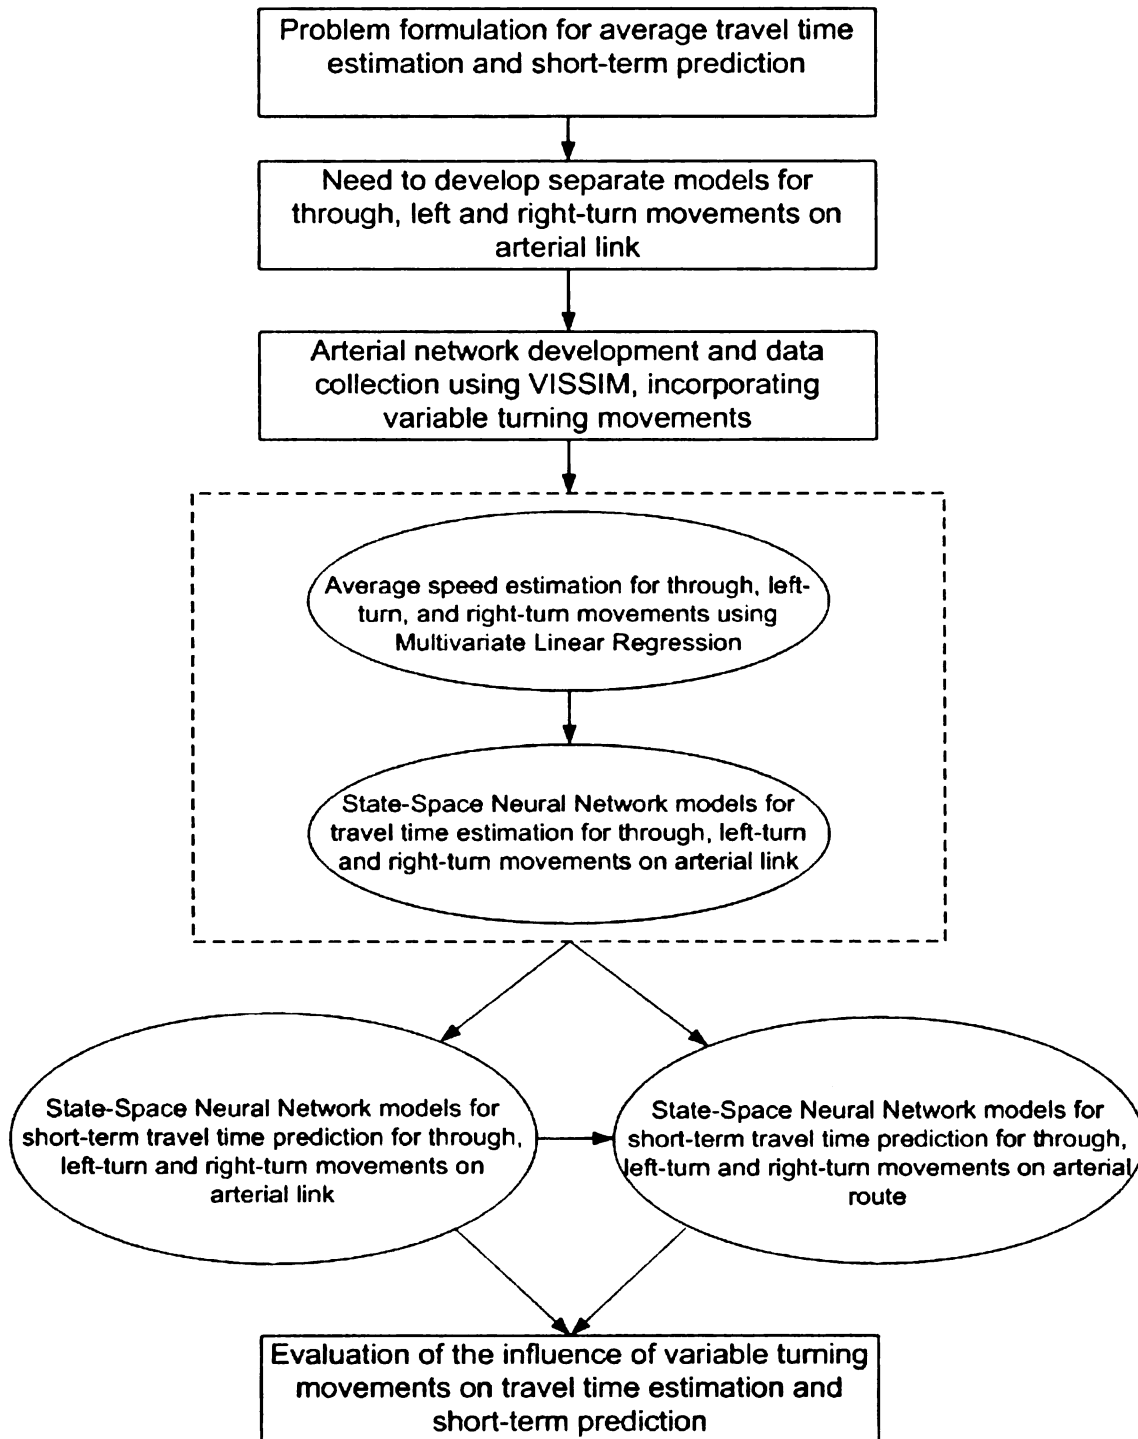 Problem formulation for average travel time
estimation and short-term prediction
Need to develop separate models for
through, left and right-turn movements on
arterial link
Arterial network development and data
collection using VISSIM, incorporating
variable turning movements
Average speed estimation for through, left-
turn, and right-turn movements using
Multivariate Linear Regression
State-Space Neural Network models for
travel time estimation for through, left-turn
and right-turn movements on arterial link
State-Space Neural Network models for
short-term travel time prediction for through,
left-turn and right-turn movements on
arterial link
State-Space Neural Network models for
short-term travel time prediction for through,
left-turn and right-turn movements on arterial
route
Evaluation of the influence of variable turning
movements on travel time estimation and
short-term prediction